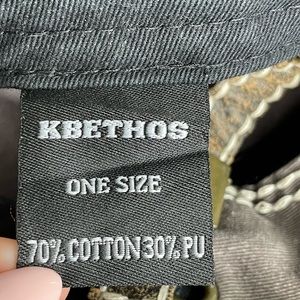 KBETHOS
ONE SIZE
70% COTTON30% PU